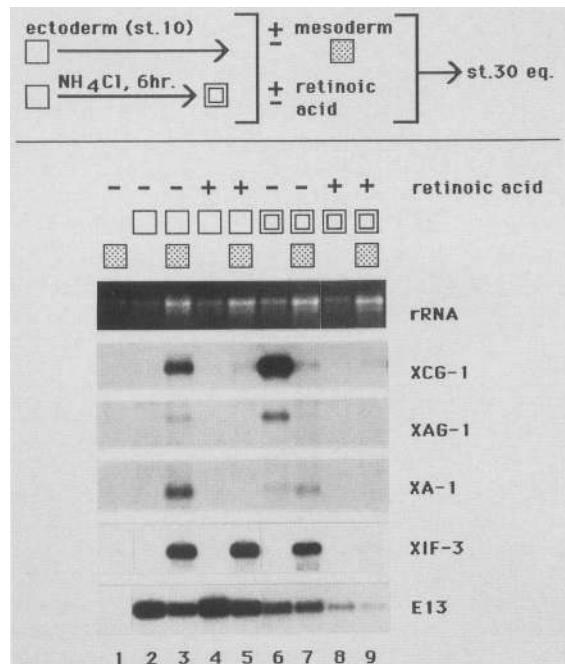 ectoderm (st.10)
+
-
mesoderm
NH4Cl, 6hr.
+
-
retinoic
acid
st.30 eq.
- - - + + - - + + retinoic acid
rRNA
XCG-1
XAG-1
XA-1
XIF-3
E13
1 2 3 4 5 6 7 8 9